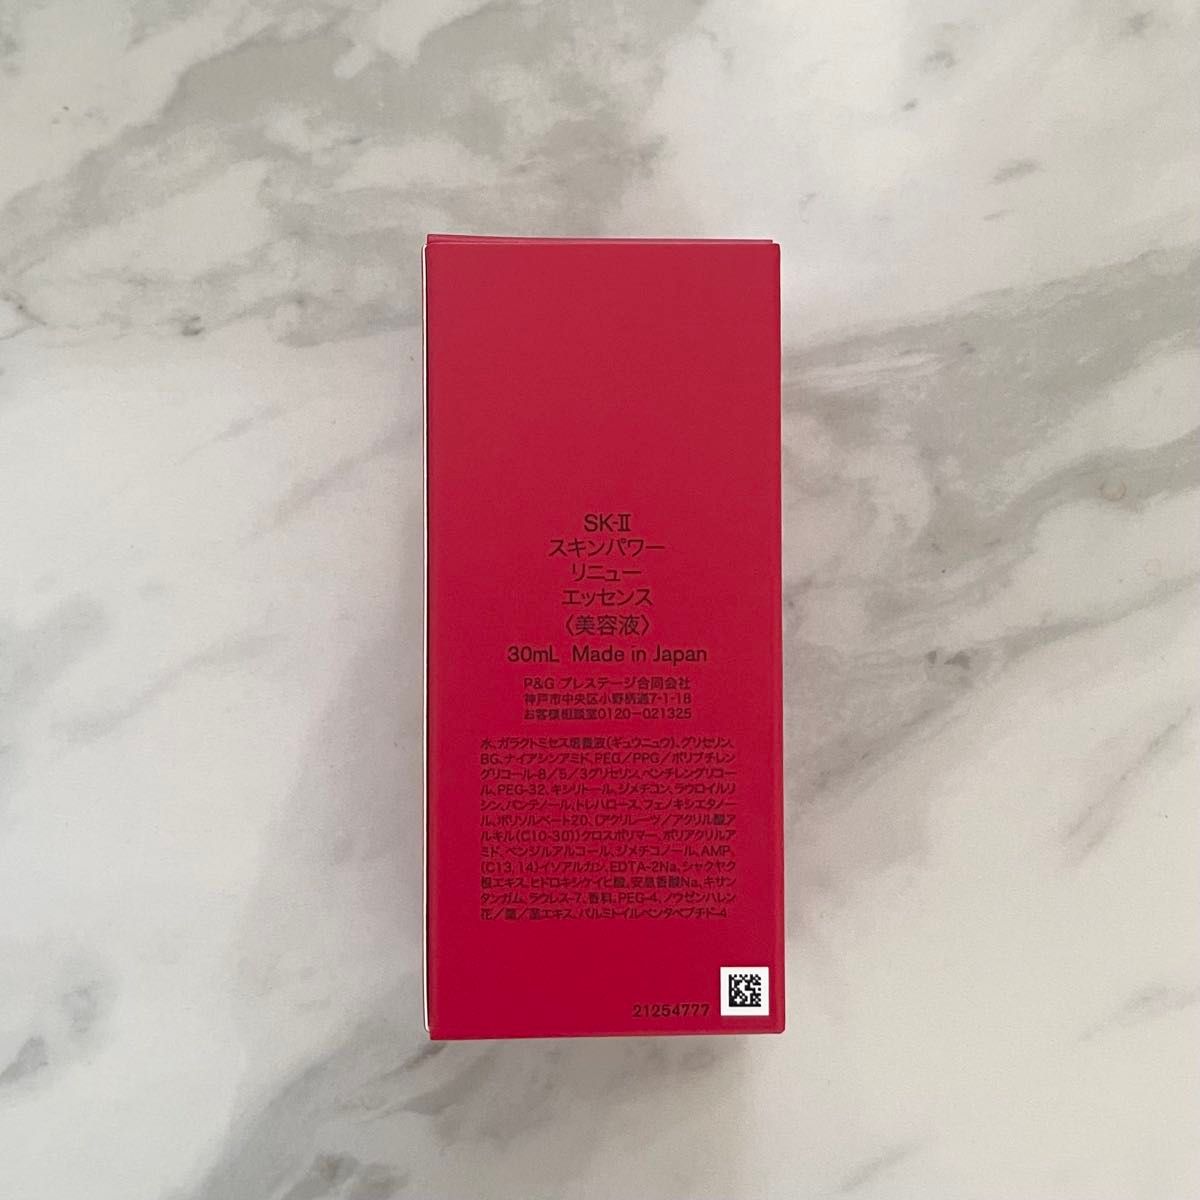 SK-Ⅱ
スキンパワー
リニュー
エッセンス
〈美容液〉
30mL Made in Japan
P&G プレステージ合同会社
神戸市中央区小野柄通7-1-18
お客様相談室0120-021325
水、ガラクトミセス培養液(ギュウニュウ)、グリセリン、
BG、ナイアシンアミド、PEG/PPG/ポリブチレン
グリコール-8/5/3グリセリン、ペンチレングリコー
ル、PEG-32、キシリトール、ジメチコン、ラウロイルリ
シン、パンテノール、トレハロース、フェノキシエタノー
ル、ポリソルベート20、(アクリレーツ/アクリル酸ア
ルキル(C10-30))クロスポリマー、ポリアクリルア
ミド、ベンジルアルコール、ジメチコノール、AMP、
(C13,14)イソアルカン、EDTA-2Na、シャクヤク
根エキス、ヒドロキシケイヒ酸、安息香酸Na、キサン
タンガム、ラウレス-7、香料、PEG-4、ノウゼンハレン
花/葉/茎エキス、パルミトイルペンタペプチド-4
21254777